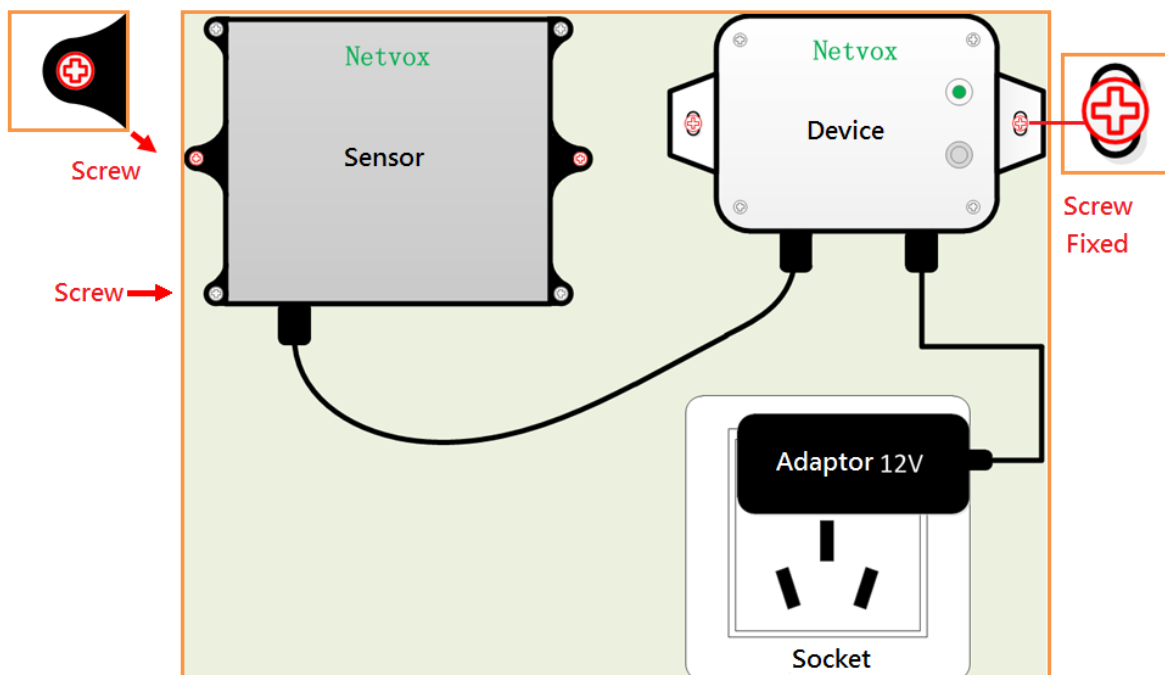 Netvox
Sensor
Screw
Screw
Netvox
Device
Screw
Fixed
Adaptor 12V
Socket